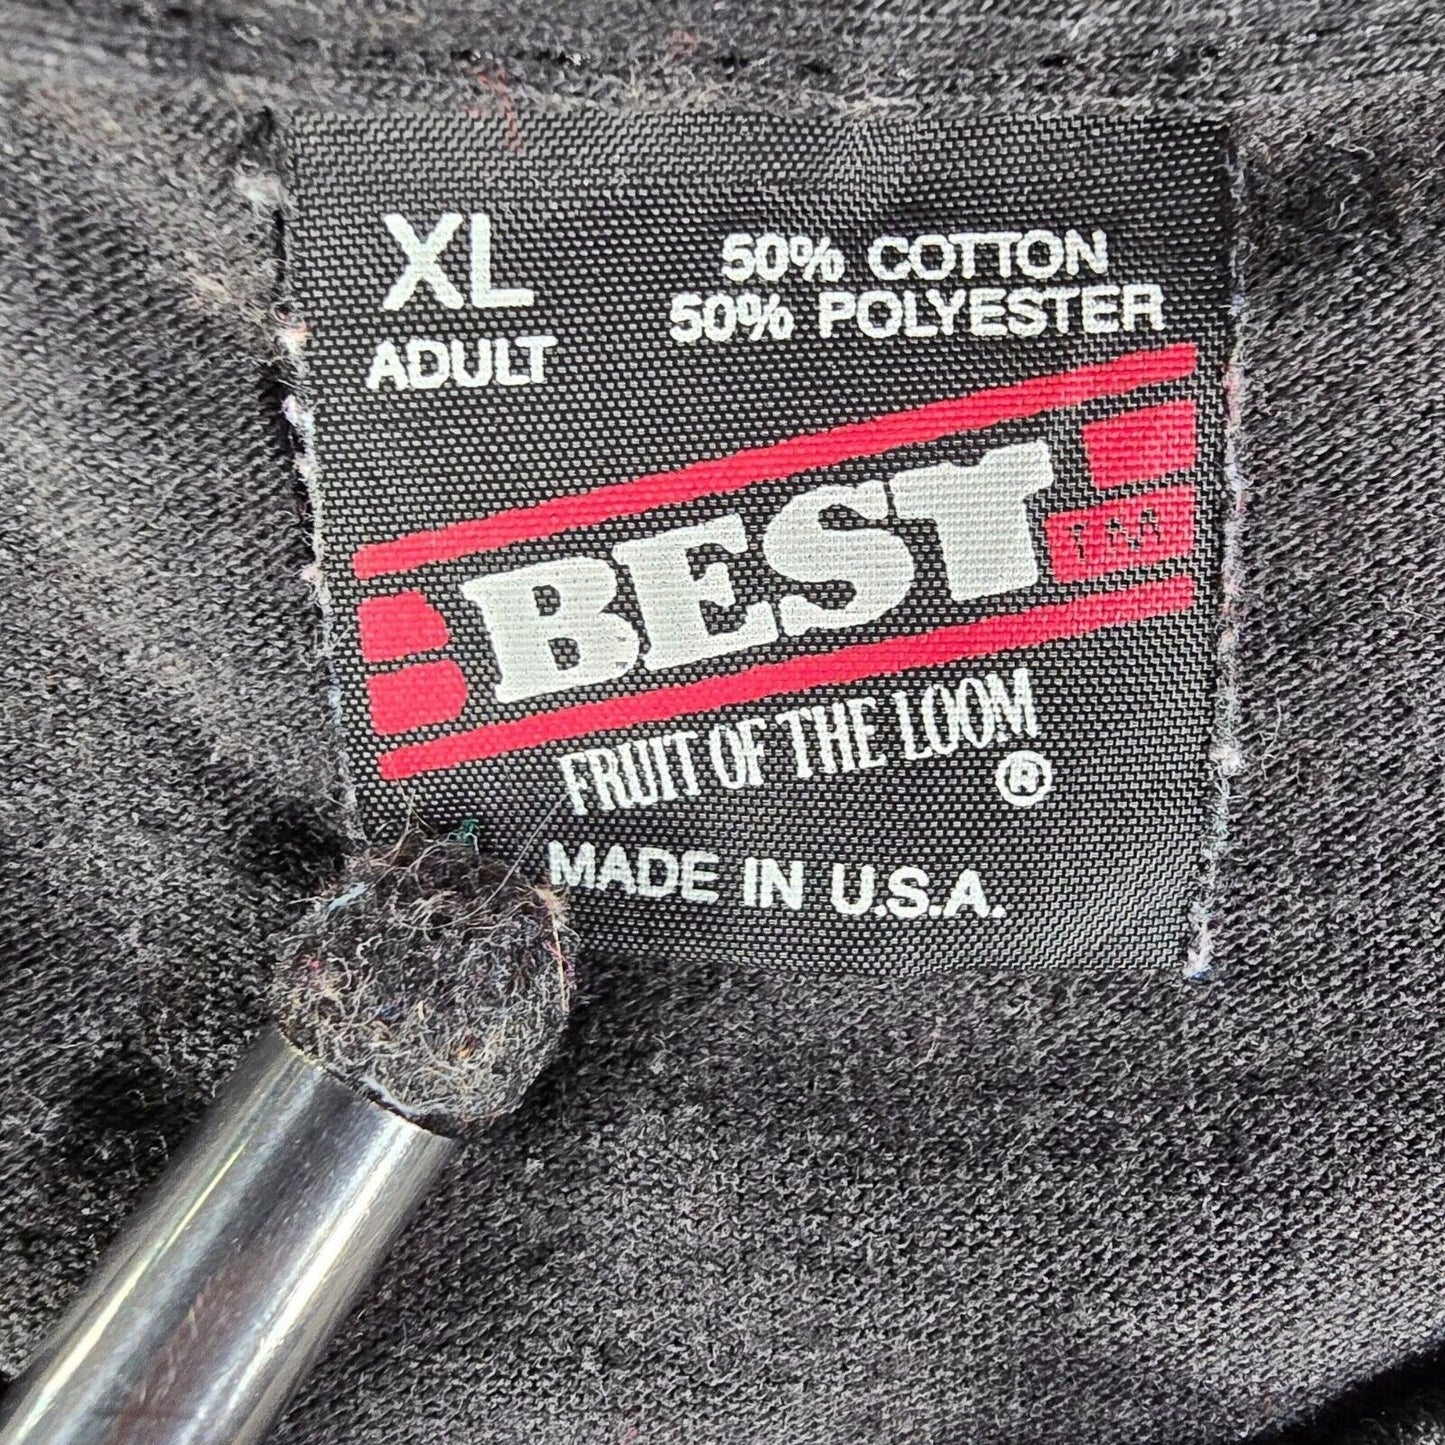 XL
ADULT
50% COTTON
50% POLYESTER
BEST
TM
FRUIT OF THE LOOM
®
MADE IN U.S.A.